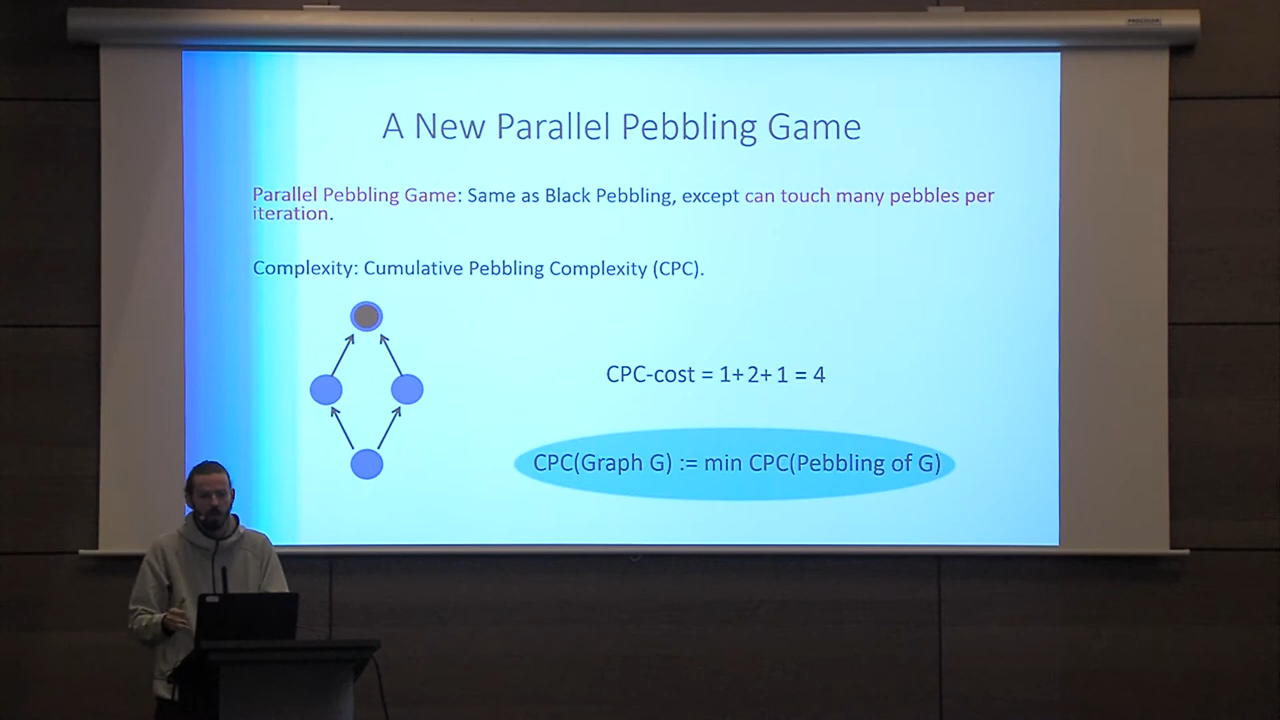 PROCOLOR
A New Parallel Pebbling Game
Parallel Pebbling Game: Same as Black Pebbling, except can touch many pebbles per
iteration.
Complexity: Cumulative Pebbling Complexity (CPC).
CPC-cost = 1+2+1 = 4
CPC(Graph G) := min CPC(Pebbling of G)